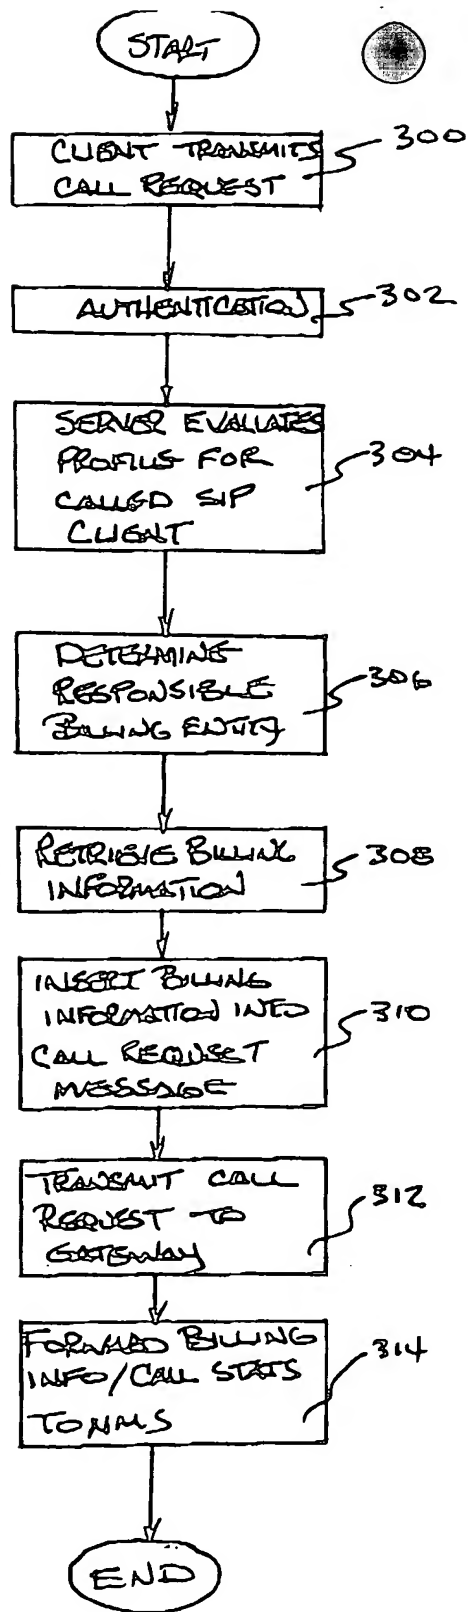 START
CLIENT TRANSMITS
CALL REQUEST
300
AUTHENTICATION
302
SERVER EVALUATES
PROFILE FOR
CALLED SIP
CLIENT
304
DETERMINE
RESPONSIBLE
BILLING ENTITY
306
RETRIEVE BILLING
INFORMATION
308
INSERT BILLING
INFORMATION INTO
CALL REQUEST
MESSAGE
310
TRANSMIT CALL
REQUEST TO
GATEWAY
312
FORWARD BILLING
INFO/CALL STATS
TO NMS
314
END